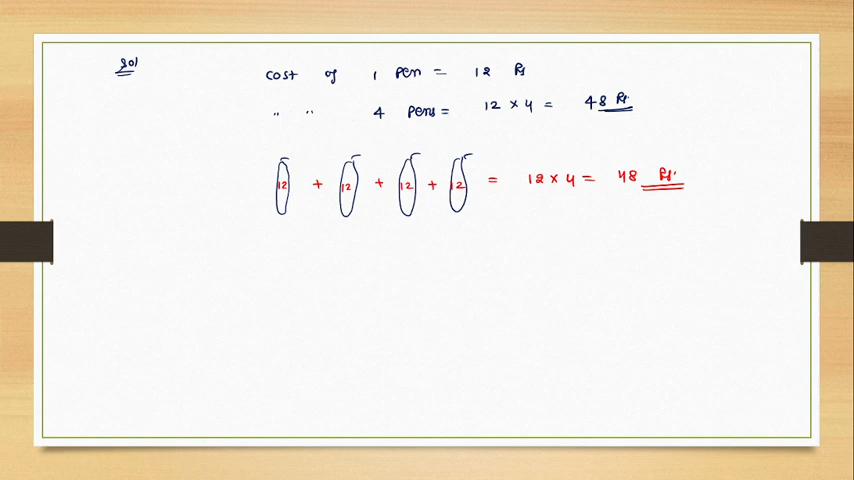 Sol
cost of 1 pen = 12 Rs
" " 4 pens = 12 × 4 = 48 Rs.
12 + 12 + 12 + 12 = 12 × 4 = 48 Rs.